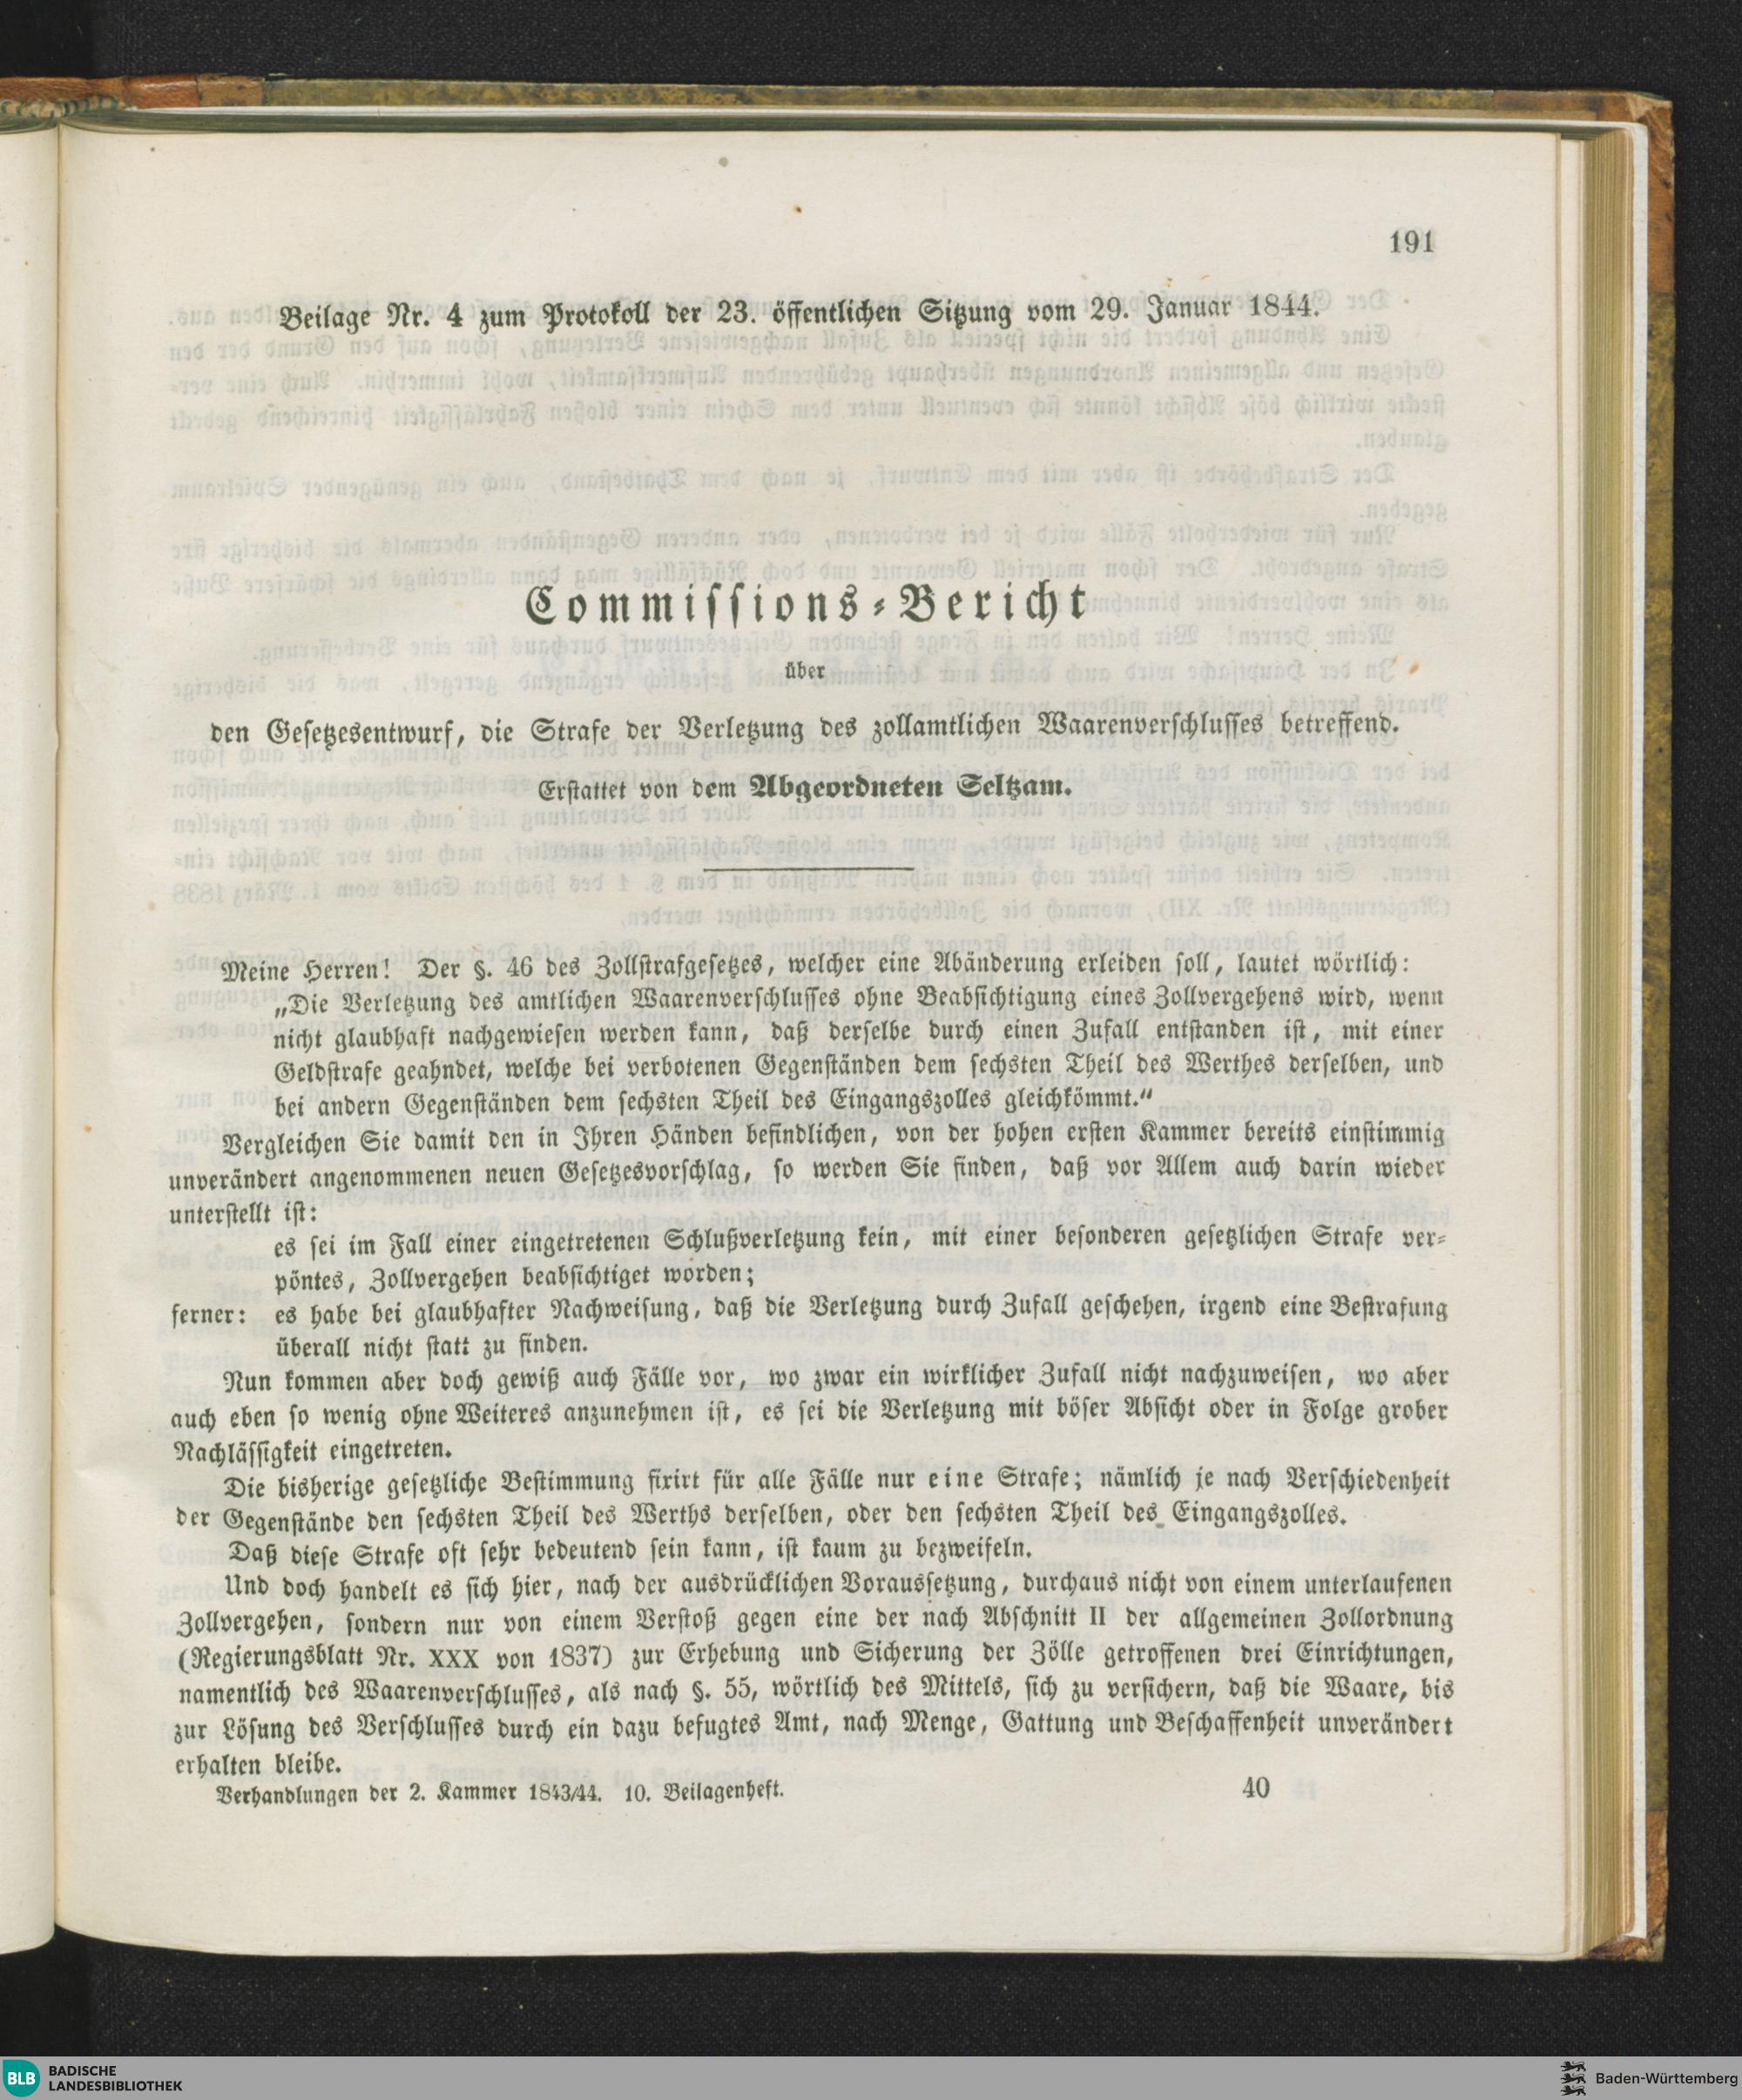 191
Beilage Nr. 4 zum Protokoll der 23. öffentlichen Sitzung vom 29. Januar 1844.
Commissions-Bericht
über
den Gesetzesentwurf, die Strafe der Verletzung des zollamtlichen Waarenverschlusses betreffend.
Erstattet von dem Abgeordneten Seltzam.
Meine Herren! Der §. 46 des Zollstrafgesetzes, welcher eine Abänderung erleiden soll, lautet wörtlich:
„Die Verletzung des amtlichen Waarenverschlusses ohne Beabsichtigung eines Zollvergehens wird, wenn
nicht glaubhaft nachgewiesen werden kann, daß derselbe durch einen Zufall entstanden ist, mit einer
Geldstrafe geahndet, welche bei verbotenen Gegenständen dem sechsten Theil des Werthes derselben, und
bei andern Gegenständen dem sechsten Theil des Eingangszolles gleichkömmt.“
Vergleichen Sie damit den in Ihren Händen befindlichen, von der hohen ersten Kammer bereits einstimmig
unverändert angenommenen neuen Gesetzesvorschlag, so werden Sie finden, daß vor Allem auch darin wieder
unterstellt ist:
es sei im Fall einer eingetretenen Schlußverletzung kein, mit einer besonderen gesetzlichen Strafe ver-
pöntes, Zollvergehen beabsichtiget worden;
ferner: es habe bei glaubhafter Nachweisung, daß die Verletzung durch Zufall geschehen, irgend eine Bestrafung
überall nicht statt zu finden.
Nun kommen aber doch gewiß auch Fälle vor, wo zwar ein wirklicher Zufall nicht nachzuweisen, wo aber
auch eben so wenig ohne Weiteres anzunehmen ist, es sei die Verletzung mit böser Absicht oder in Folge grober
Nachlässigkeit eingetreten.
Die bisherige gesetzliche Bestimmung fixirt für alle Fälle nur eine Strafe; nämlich je nach Verschiedenheit
der Gegenstände den sechsten Theil des Werths derselben, oder den sechsten Theil des Eingangszolles.
Daß diese Strafe oft sehr bedeutend sein kann, ist kaum zu bezweifeln.
Und doch handelt es sich hier, nach der ausdrücklichen Voraussetzung, durchaus nicht von einem unterlaufenen
Zollvergehen, sondern nur von einem Verstoß gegen eine der nach Abschnitt II der allgemeinen Zollordnung
(Regierungsblatt Nr. XXX von 1837) zur Erhebung und Sicherung der Zölle getroffenen drei Einrichtungen,
namentlich des Waarenverschlusses, als nach §. 55, wörtlich des Mittels, sich zu versichern, daß die Waare, bis
zur Lösung des Verschlusses durch ein dazu befugtes Amt, nach Menge, Gattung und Beschaffenheit unverändert
erhalten bleibe.
Verhandlungen der 2. Kammer 1843/44. 10. Beilagenheft. 40
BLB BADISCHE
LANDESBIBLIOTHEK
Baden-Württemberg